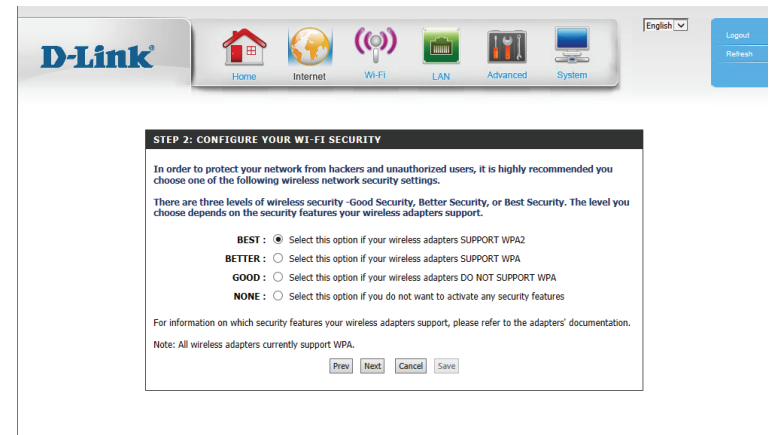 D-Link
Home
Internet
Wi-Fi
LAN
Advanced
System
English
Logout
Refresh
STEP 2: CONFIGURE YOUR WI-FI SECURITY
In order to protect your network from hackers and unauthorized users, it is highly recommended you
choose one of the following wireless network security settings.
There are three levels of wireless security -Good Security, Better Security, or Best Security. The level you
choose depends on the security features your wireless adapters support.
BEST : Select this option if your wireless adapters SUPPORT WPA2
BETTER : Select this option if your wireless adapters SUPPORT WPA
GOOD : Select this option if your wireless adapters DO NOT SUPPORT WPA
NONE : Select this option if you do not want to activate any security features
For information on which security features your wireless adapters support, please refer to the adapters' documentation.
Note: All wireless adapters currently support WPA.
Prev Next Cancel Save